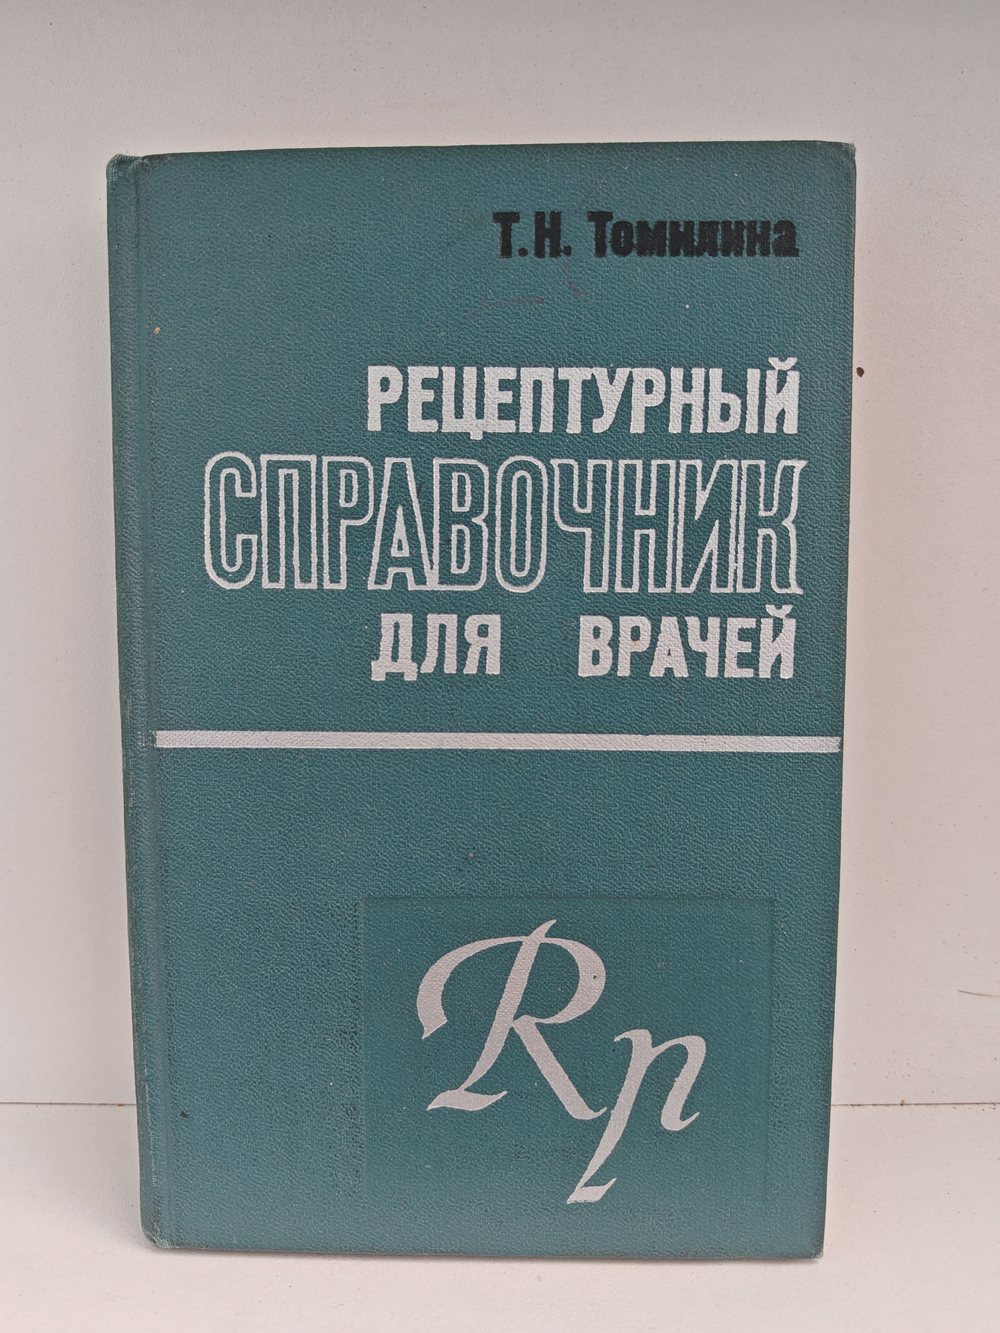 Т.Н. Томилина
РЕЦЕПТУРНЫЙ
СПРАВОЧНИК
ДЛЯ ВРАЧЕЙ
Rp